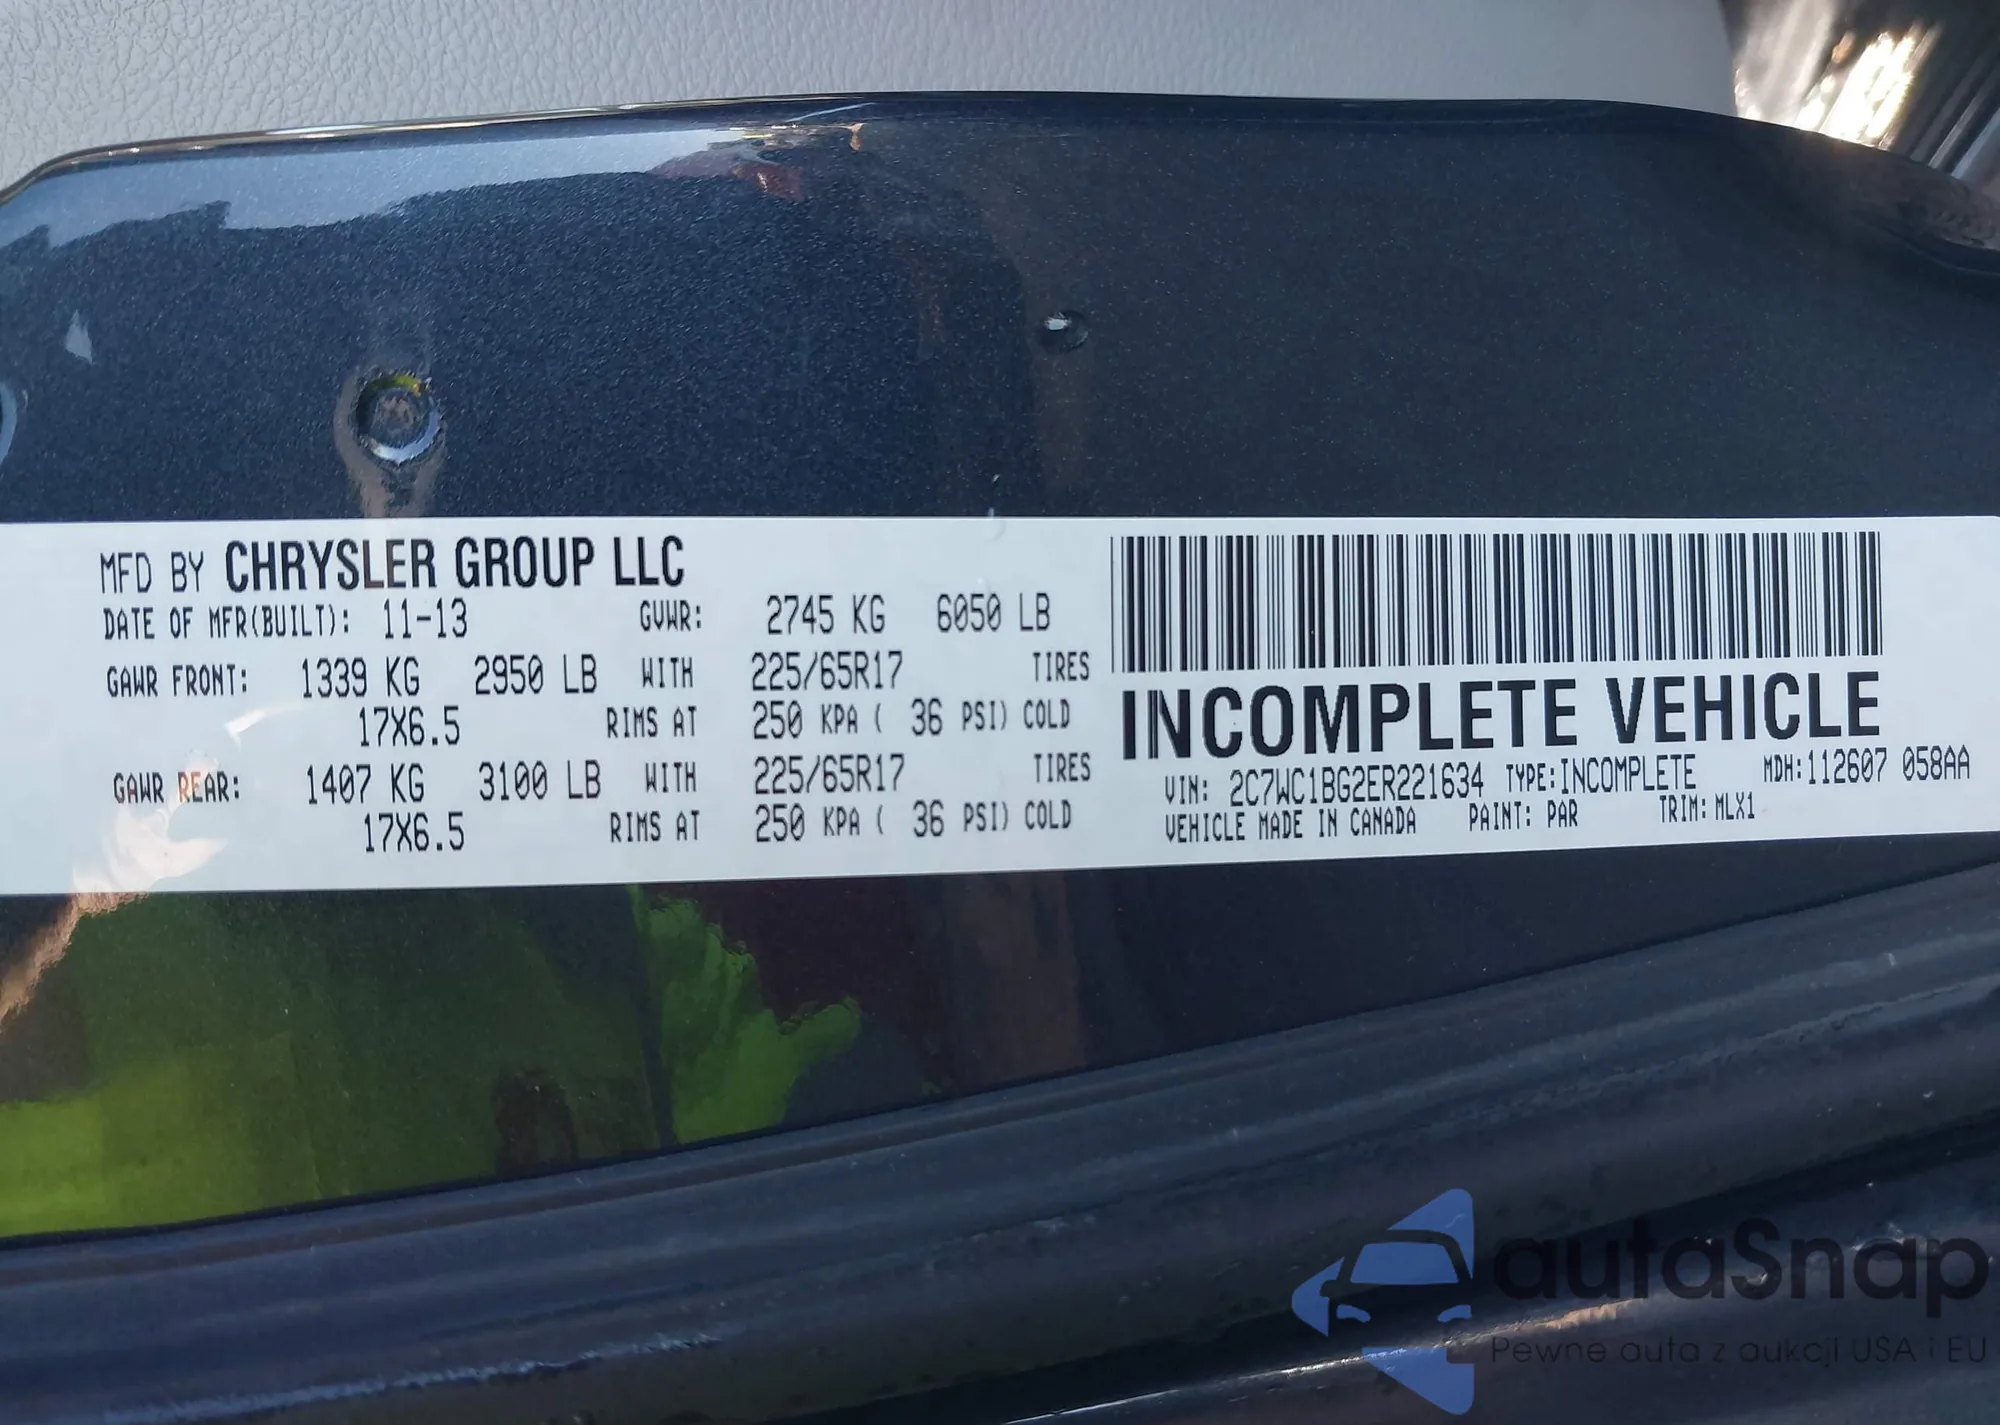 MFD BY CHRYSLER GROUP LLC
DATE OF MFR(BUILT): 11-13 GVWR: 2745 KG 6050 LB
GAWR FRONT: 1339 KG 2950 LB WITH 225/65R17 TIRES
17X6.5 RIMS AT 250 KPA ( 36 PSI) COLD
GAWR REAR: 1407 KG 3100 LB WITH 225/65R17 TIRES
17X6.5 RIMS AT 250 KPA ( 36 PSI) COLD
INCOMPLETE VEHICLE
VIN: 2C7WC1BG2ER221634 TYPE:INCOMPLETE MDH:112607 058AA
VEHICLE MADE IN CANADA PAINT: PAR TRIM: MLX1
autaSnap
Pewne auta z aukcji USA i EU